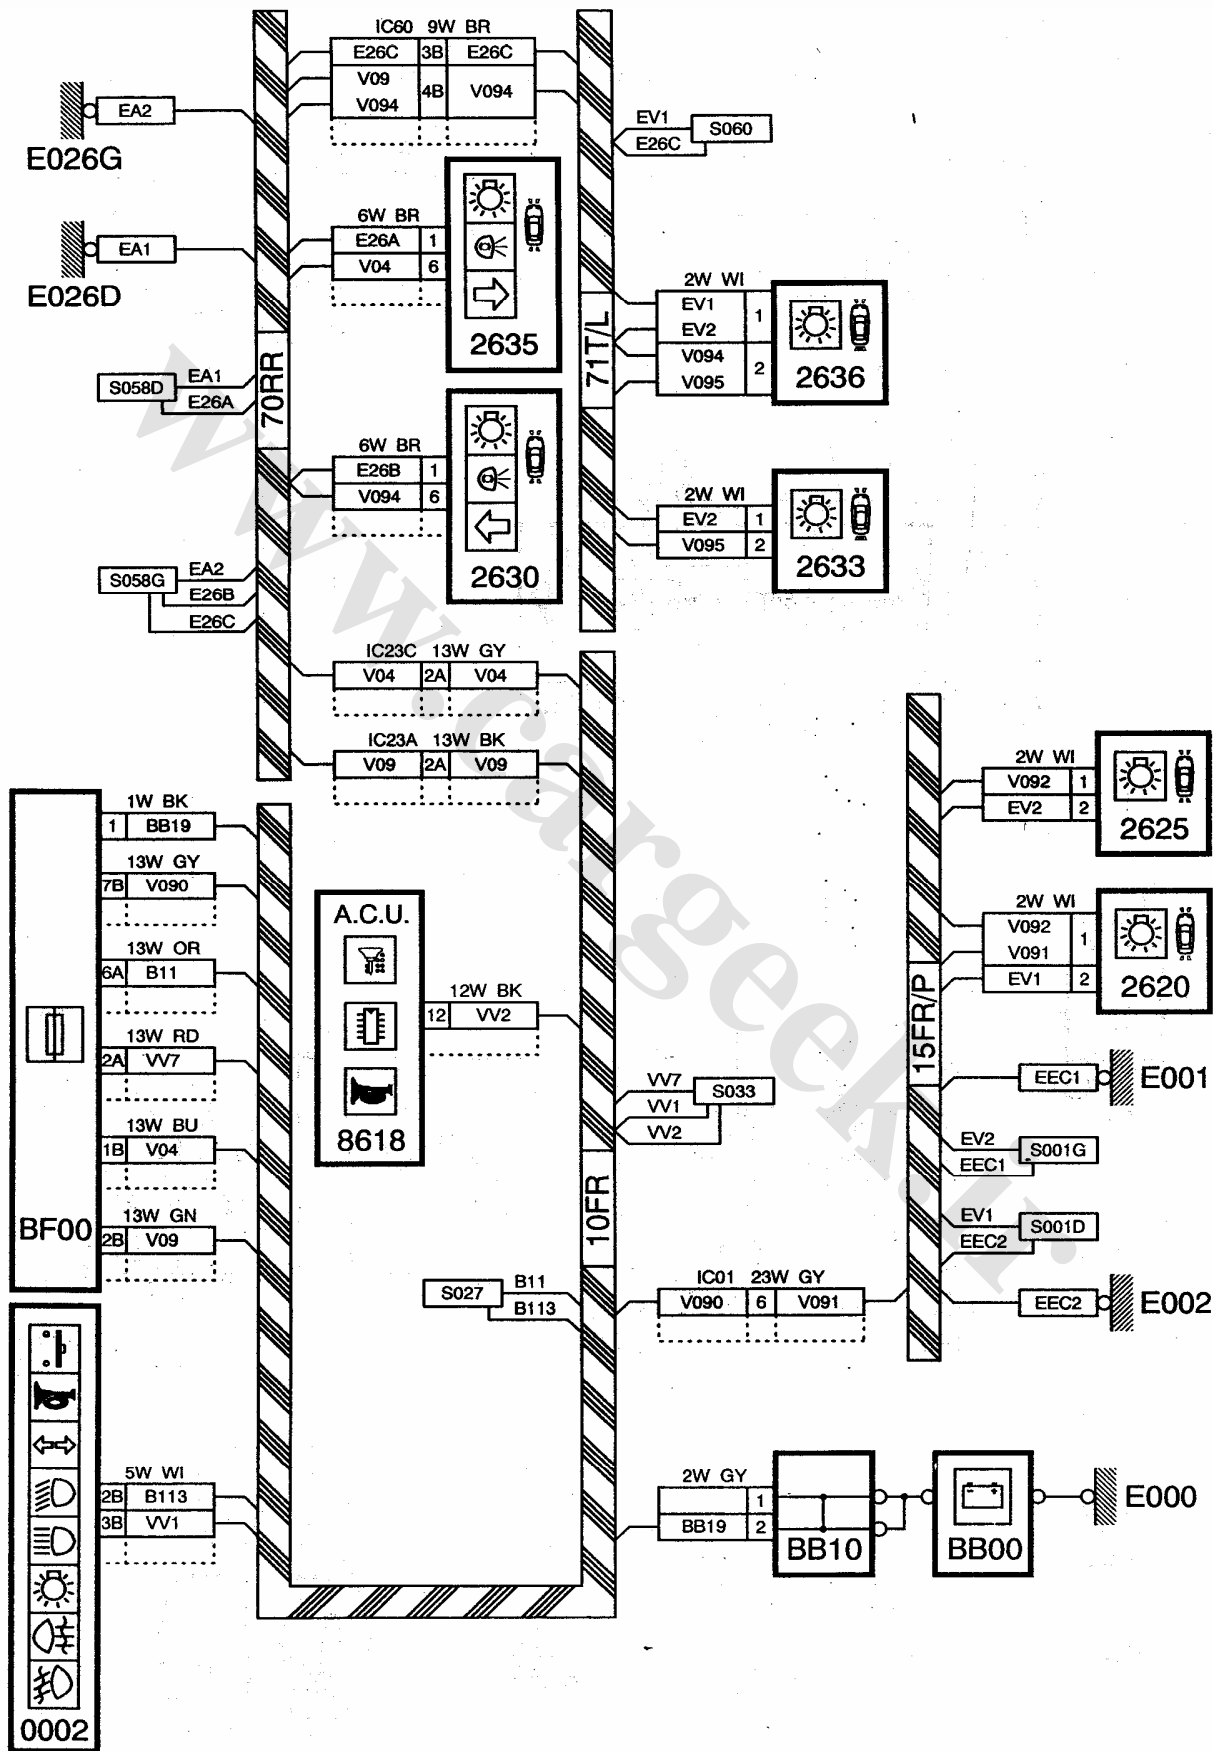 IC60 9W BR
E26C 3B E26C
V09
V094 4B V094
EA2
E026G
EV1
E26C
S060
6W BR
E26A 1
V04 6
2635
EA1
E026D
2W WI
EV1
EV2 1
V094
V095 2
2636
71T/L
70RR
S058D
EA1
E26A
6W BR
E26B 1
V094 6
2630
2W WI
EV2 1
V095 2
2633
S058G
EA2
E26B
E26C
IC23C 13W GY
V04 2A V04
IC23A 13W BK
V09 2A V09
2W WI
V092 1
EV2 2
2625
1W BK
1 BB19
13W GY
7B V090
13W OR
6A B11
13W RD
2A VV7
13W BU
1B V04
13W GN
2B V09
BF00
A.C.U.
12W BK
12 VV2
8618
2W WI
V092
V091 1
EV1 2
2620
15FR/P
EEC1
E001
VV7
VV1
VV2
S033
EV2
EEC1
S001G
EV1
EEC2
S001D
10FR
S027
B11
B113
IC01 23W GY
V090 6 V091
EEC2
E002
5W WI
2B B113
3B VV1
0002
2W GY
1
BB19 2
BB10
BB00
E000
www.cargeek.ir